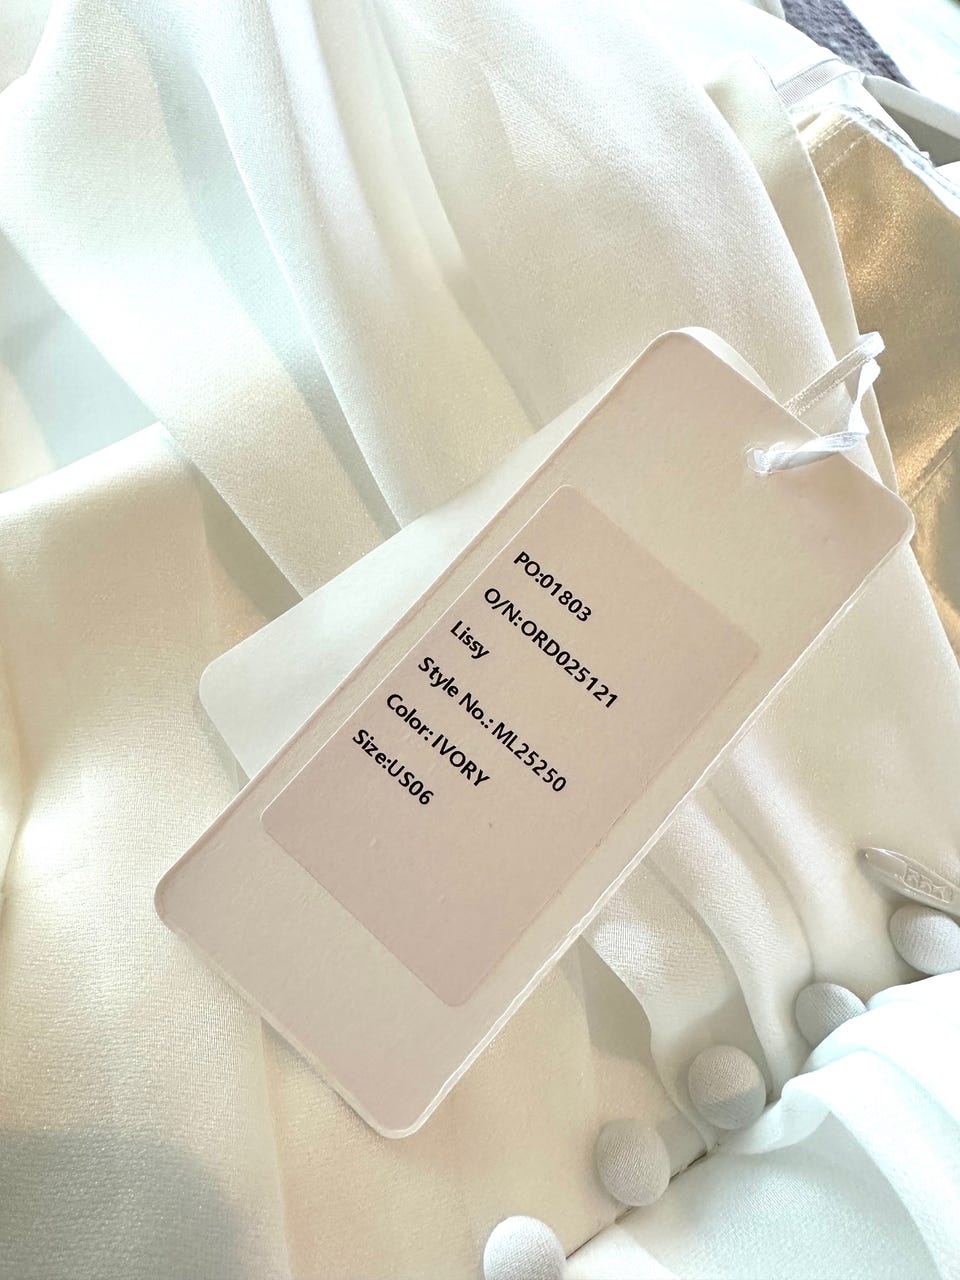 PO:01803
O/N:ORD025121
Lissy
Style No.: ML25250
Color: IVORY
Size:US06